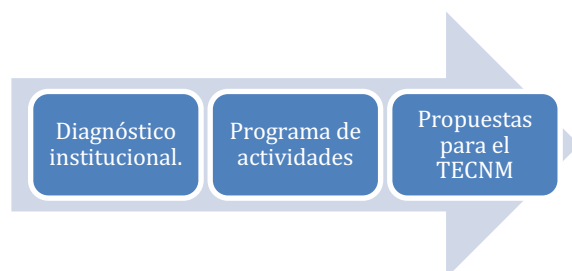 Diagnóstico
institucional.
Programa de
actividades
Propuestas
para el
TECNM